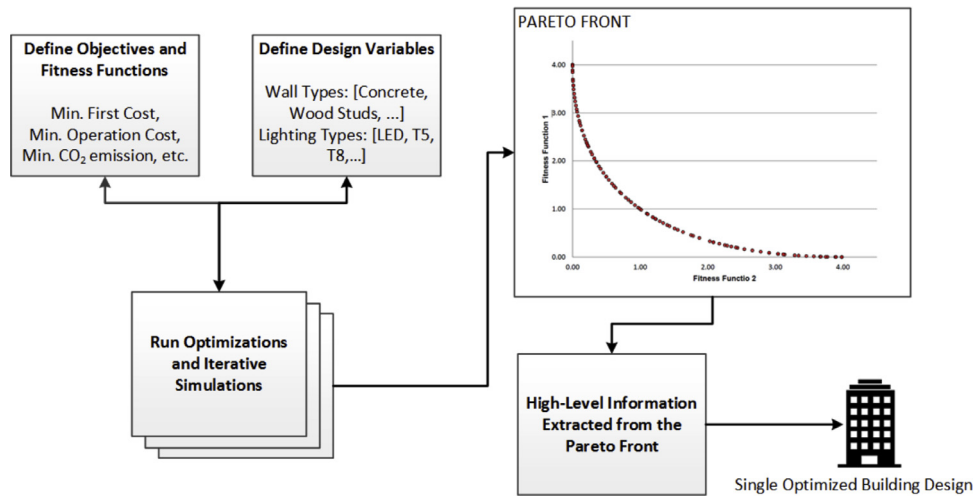 Define Objectives and
Fitness Functions
Min. First Cost,
Min. Operation Cost,
Min. CO₂ emission, etc.
Define Design Variables
Wall Types: [Concrete,
Wood Studs, ...]
Lighting Types: [LED, T5,
T8,...]
Run Optimizations
and Iterative
Simulations
PARETO FRONT
Fitness Function 1
4.00
3.00
2.00
1.00
0.00
0.00 1.00 2.00 3.00 4.00
Fitness Functio 2
High-Level Information
Extracted from the
Pareto Front
Single Optimized Building Design